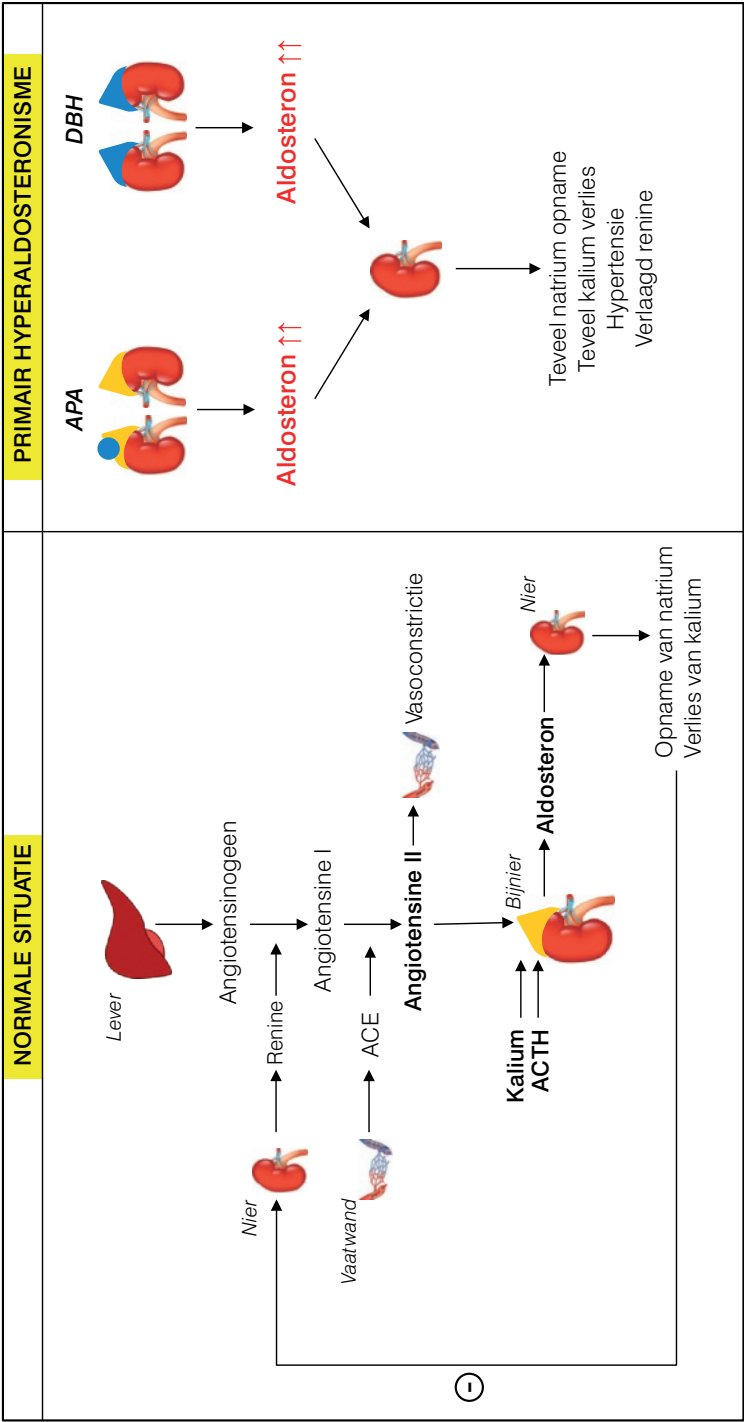 NORMALE SITUATIE
Lever
Angiotensinogeen
Nier
Renine
Angiotensine I
Vaatwand
ACE
Angiotensine II
Vasoconstrictie
Kalium
ACTH
Bijnier
Aldosteron
Nier
Opname van natrium
Verlies van kalium
-
PRIMAIR HYPERALDOSTERONISME
APA
DBH
Aldosteron ↑↑
Aldosteron ↑↑
Teveel natrium opname
Teveel kalium verlies
Hypertensie
Verlaagd renine